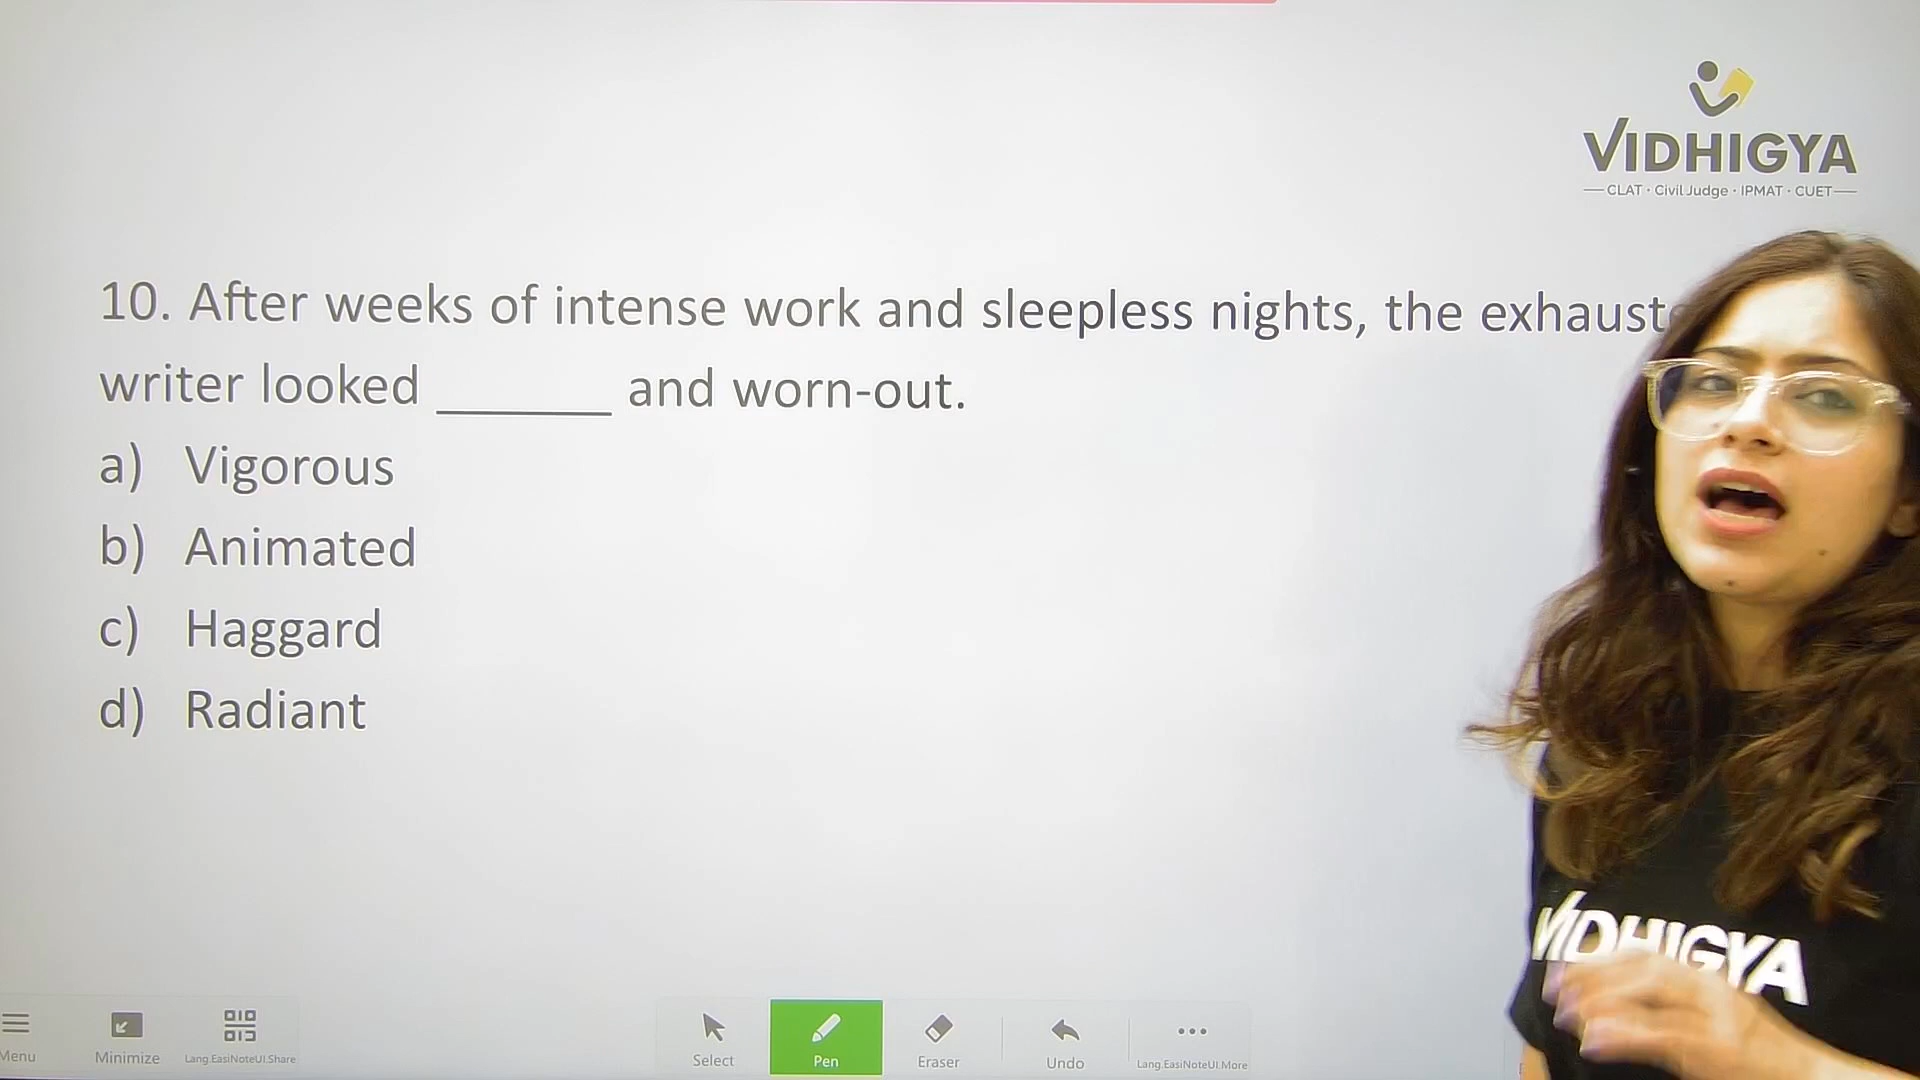 VIDHIGYA
CLAT · Civil Judge · IPMAT · CUET
10. After weeks of intense work and sleepless nights, the
writer looked ______ and worn-out.
a) Vigorous
b) Animated
c) Haggard
d) Radiant
VIDHIGYA
Menu
Minimize
Lang.EasiNoteUI.Share
Select
Pen
Eraser
Undo
Lang.EasiNoteUI.More